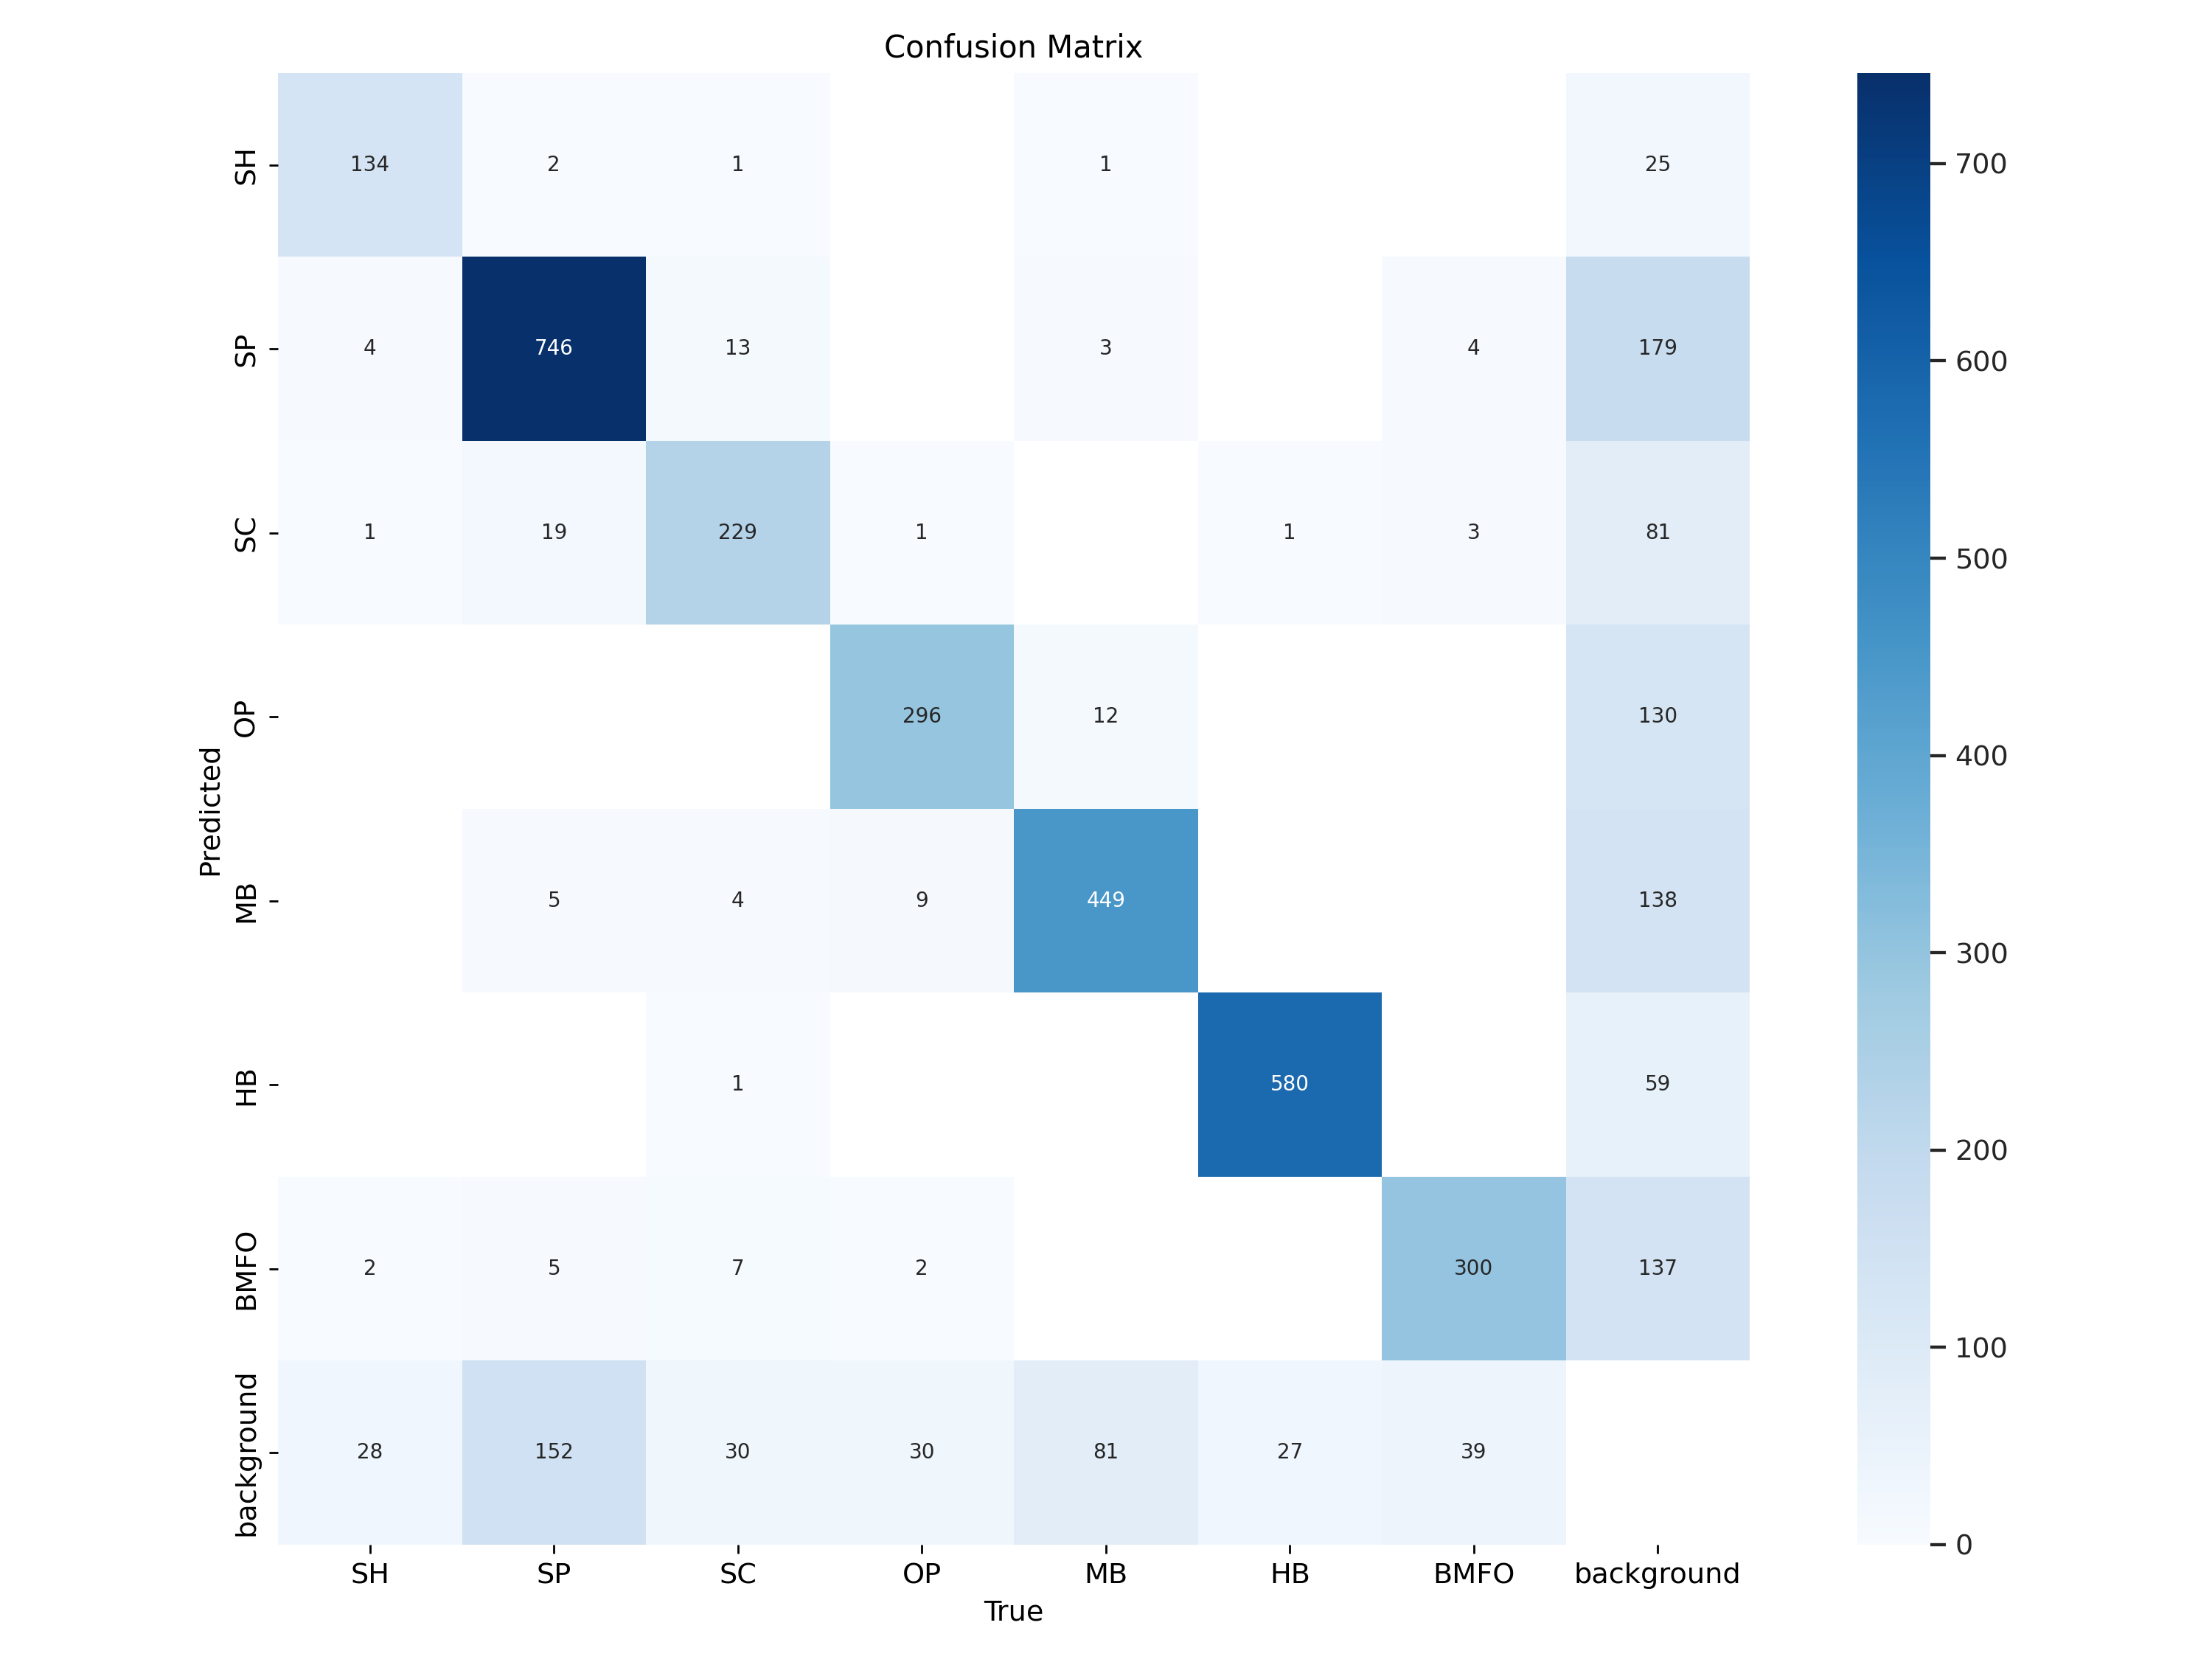 Confusion Matrix
SH 134 2 1 1 25
SP 4 746 13 3 4 179
SC 1 19 229 1 1 3 81
OP 296 12 130
MB 5 4 9 449 138
HB 1 580 59
BMFO 2 5 7 2 300 137
background 28 152 30 30 81 27 39
SH SP SC OP MB HB BMFO background
True
Predicted
700
600
500
400
300
200
100
0